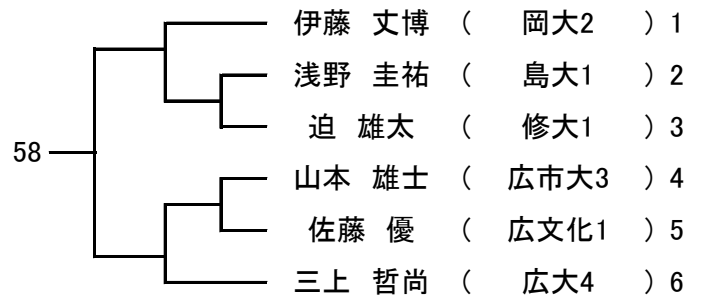 伊藤 丈博 ( 岡大2 ) 1
浅野 圭祐 ( 島大1 ) 2
迫 雄太 ( 修大1 ) 3
58
山本 雄士 ( 広市大3 ) 4
佐藤 優 ( 広文化1 ) 5
三上 哲尚 ( 広大4 ) 6